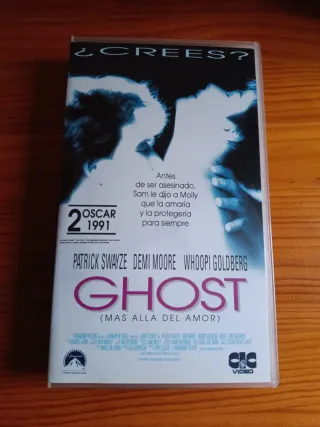 ¿CREES?
Antes
de ser asesinado,
Sam le dijo a Molly
que la amaría
y la protegería
para siempre
2 OSCAR
1991
PATRICK SWAYZE DEMI MOORE WHOOPI GOLDBERG
GHOST
(MAS ALLA DEL AMOR)
CIC
VIDEO